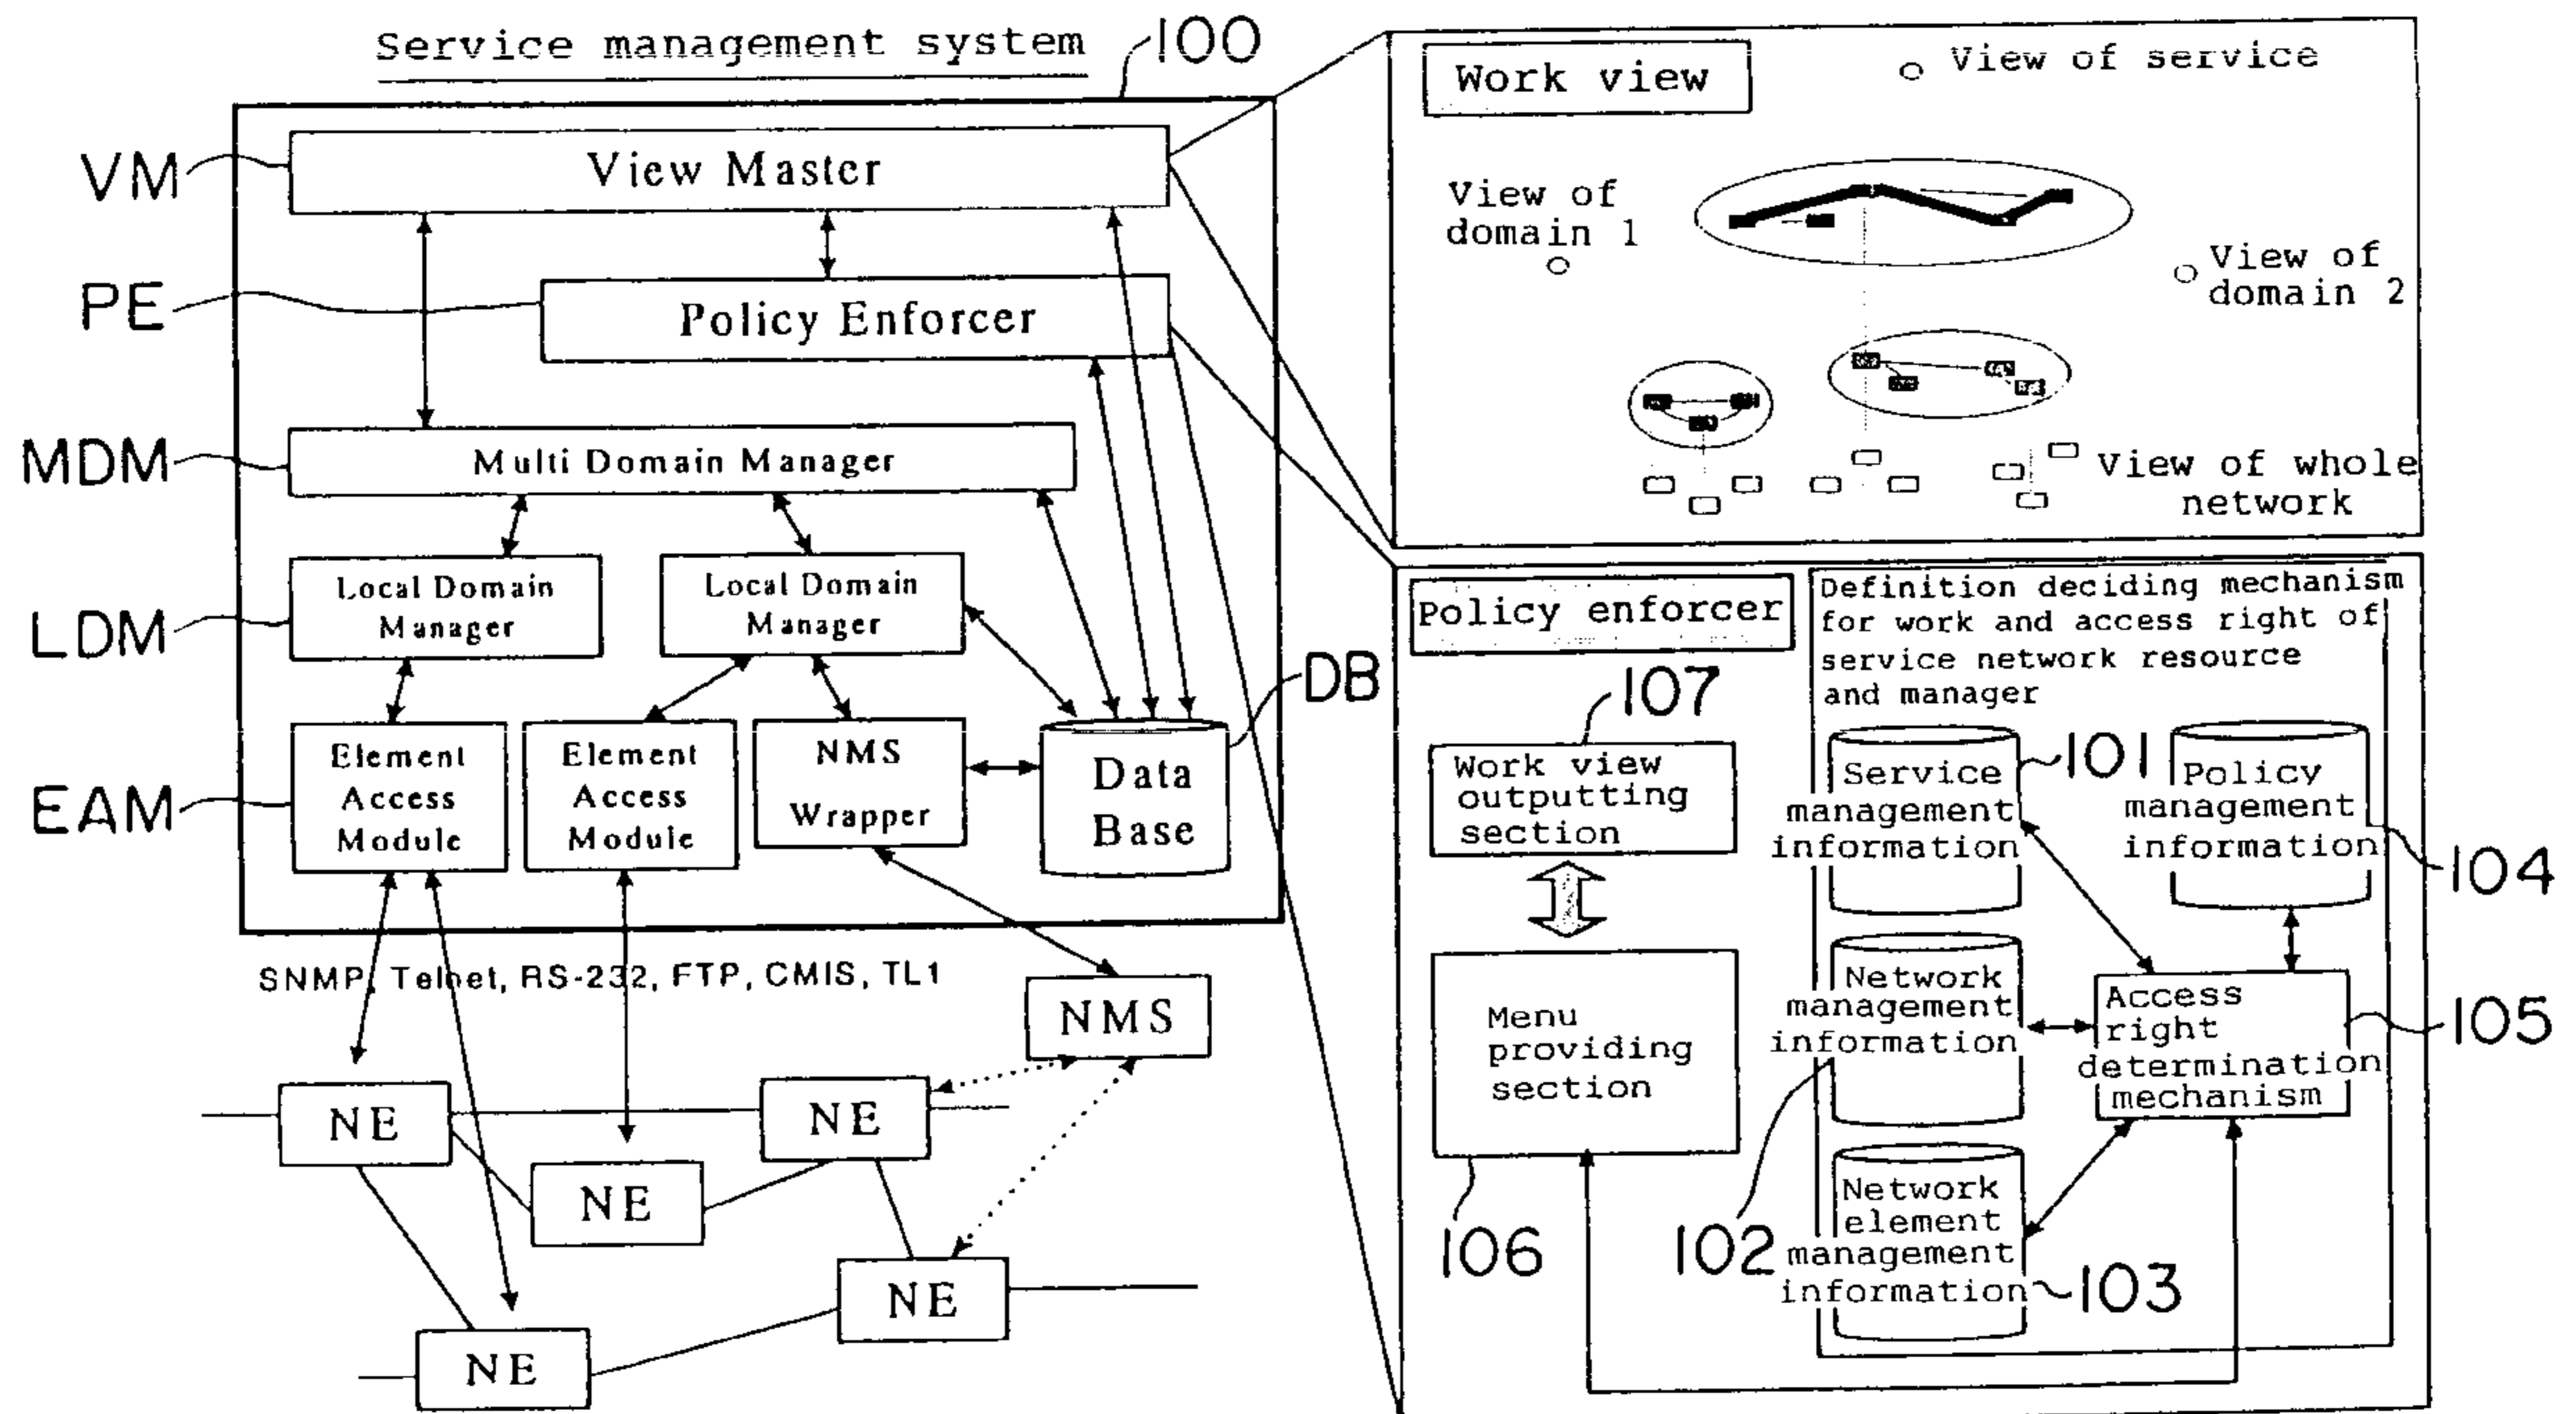 Service management system
100
VM
View Master
PE
Policy Enforcer
MDM
Multi Domain Manager
LDM
Local Domain
Manager
Local Domain
Manager
DB
EAM
Element
Access
Module
Element
Access
Module
NMS
Wrapper
Data
Base
SNMP, Telnet, RS-232, FTP, CMIS, TL1
NMS
NE
NE
NE
NE
NE
Work view
View of service
View of
domain 1
View of
domain 2
View of whole
network
Policy enforcer
Definition deciding mechanism
for work and access right of
service network resource
and manager
107
Work view
outputting
section
Menu
providing
section
106
101
Service
management
information
Policy
management
information
104
Network
management
information
102
Access
right
determination
mechanism
105
Network
element
management
information
103